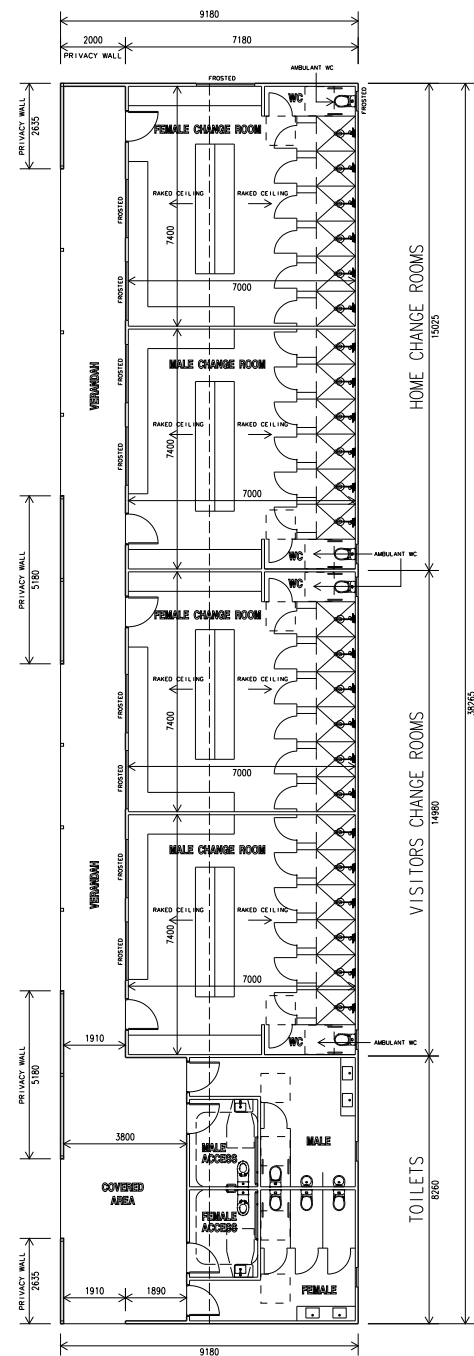 9180
2000
7180
PRIVACY WALL
AMBULANT WC
FROSTED
WC
FROSTED
PRIVACY WALL
2635
FEMALE CHANGE ROOM
RAKED CEILING
RAKED CEILING
FROSTED
7400
7000
FROSTED
HOME CHANGE ROOMS
15025
VERANDAH
MALE CHANGE ROOM
FROSTED
RAKED CEILING
RAKED CEILING
7400
FROSTED
7000
PRIVACY WALL
5180
WC
AMBULANT WC
WC
FEMALE CHANGE ROOM
RAKED CEILING
RAKED CEILING
FROSTED
7400
38265
7000
FROSTED
VISITORS CHANGE ROOMS
14980
MALE CHANGE ROOM
VERANDAH
FROSTED
RAKED CEILING
RAKED CEILING
7400
FROSTED
7000
WC
AMBULANT WC
1910
PRIVACY WALL
5180
3800
MALE
ACCESS
MALE
COVERED
AREA
FEMALE
ACCESS
TOILETS
8260
PRIVACY WALL
2635
1910
1890
FEMALE
9180